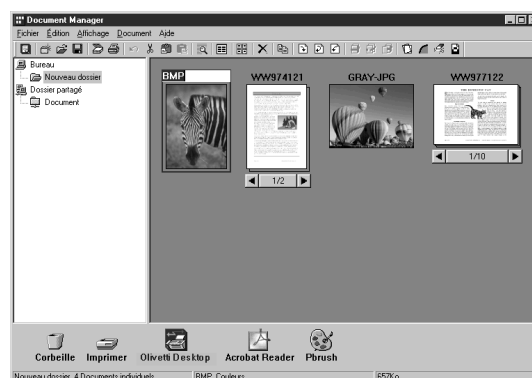 Document Manager
Fichier Édition Affichage Document Aide
Bureau
Nouveau dossier
Dossier partagé
Document
BMP
WW974121
GRAY-JPG
WW977122
1/2
1/10
Corbeille
Imprimer
Olivetti Desktop
Acrobat Reader
Pbrush
Nouveau dossier, 4 Documents individuels
BMP, Couleurs
657Ko